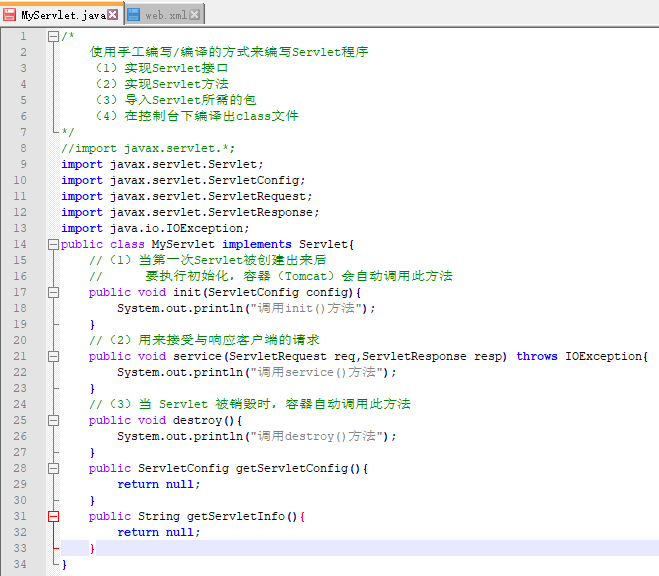 MyServlet.java web.xml
1 /*
2 使用手工编写/编译的方式来编写Servlet程序
3 （1）实现Servlet接口
4 （2）实现Servlet方法
5 （3）导入Servlet所需的包
6 （4）在控制台下编译出class文件
7 */
8 //import javax.servlet.*;
9 import javax.servlet.Servlet;
10 import javax.servlet.ServletConfig;
11 import javax.servlet.ServletRequest;
12 import javax.servlet.ServletResponse;
13 import java.io.IOException;
14 public class MyServlet implements Servlet{
15 //（1）当第一次Servlet被创建出来后
16 // 要执行初始化，容器（Tomcat）会自动调用此方法
17 public void init(ServletConfig config){
18 System.out.println("调用init()方法");
19 }
20 //（2）用来接受与响应客户端的请求
21 public void service(ServletRequest req,ServletResponse resp) throws IOException{
22 System.out.println("调用service()方法");
23 }
24 //（3）当 Servlet 被销毁时，容器自动调用此方法
25 public void destroy(){
26 System.out.println("调用destroy()方法");
27 }
28 public ServletConfig getServletConfig(){
29 return null;
30 }
31 public String getServletInfo(){
32 return null;
33 }
34 }